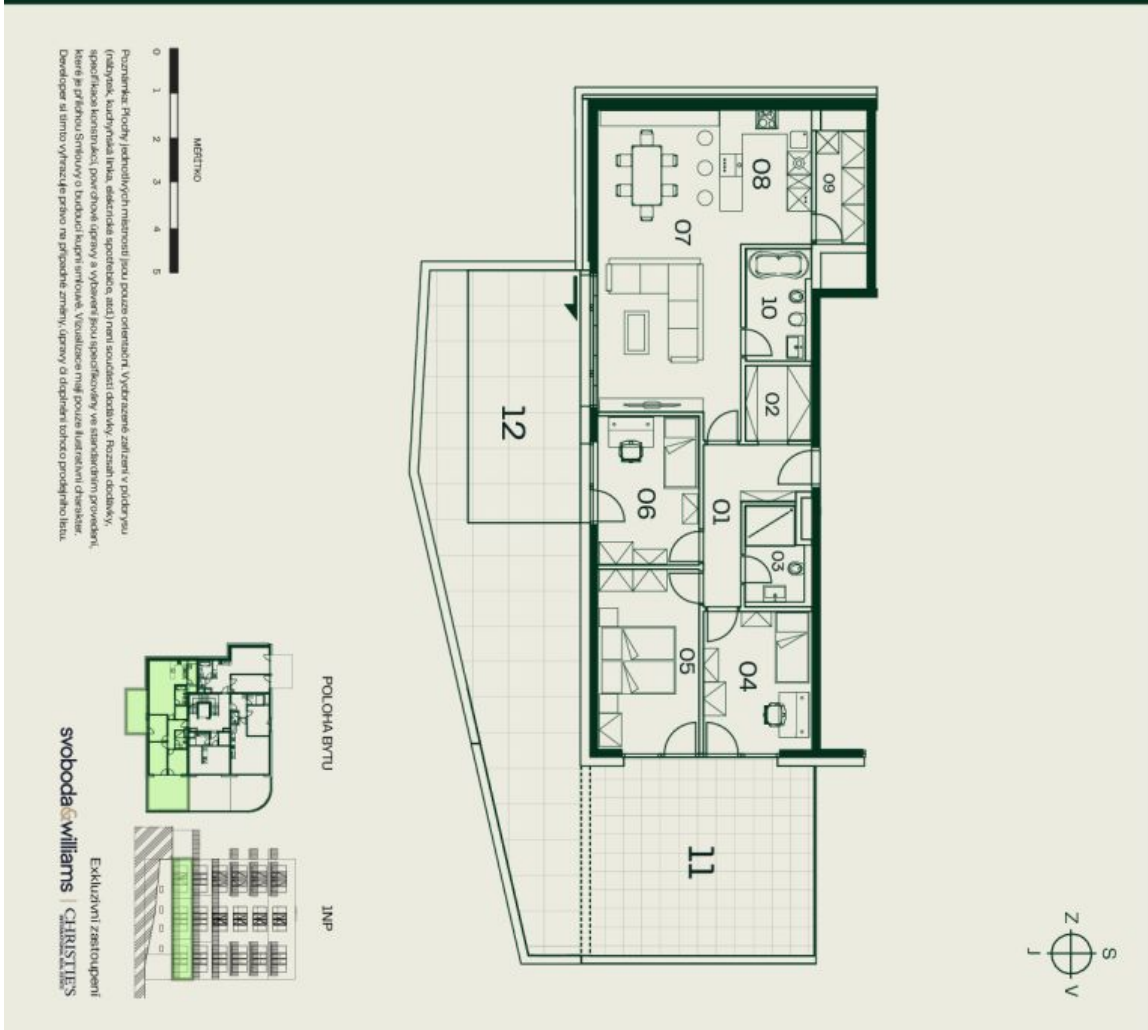 01
02
03
04
05
06
07
08
09
10
11
12
S
Z
V
J
MĚŘÍTKO
0 1 2 3 4 5
Poznámka: Plochy jednotlivých místností jsou pouze orientační. Vyobrazené zařízení v půdorysu
(nábytek, kuchyňská linka, elektrické spotřebiče, atd.) není součástí dodávky. Rozsah dodávky,
specifikace konstrukcí, povrchové úpravy a vybavení jsou specifikovány ve standardním provedení,
které je přílohou Smlouvy o budoucí kupní smlouvě. Vizualizace mají pouze ilustrativní charakter.
Developer si tímto vyhrazuje právo na případné změny, úpravy či doplnění tohoto prodejního listu.
POLOHA BYTU
1NP
Exkluzivní zastoupení
svoboda&williams | CHRISTIE'S
INTERNATIONAL REAL ESTATE